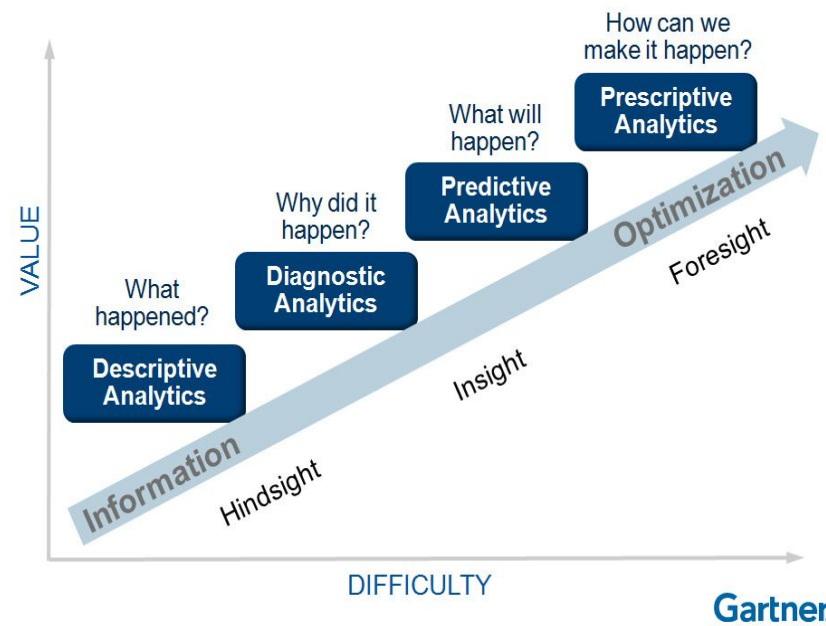 How can we
make it happen?
Prescriptive
Analytics
What will
happen?
Predictive
Analytics
Why did it
happen?
Diagnostic
Analytics
What
happened?
Descriptive
Analytics
Information
Optimization
Hindsight
Insight
Foresight
VALUE
DIFFICULTY
Gartner